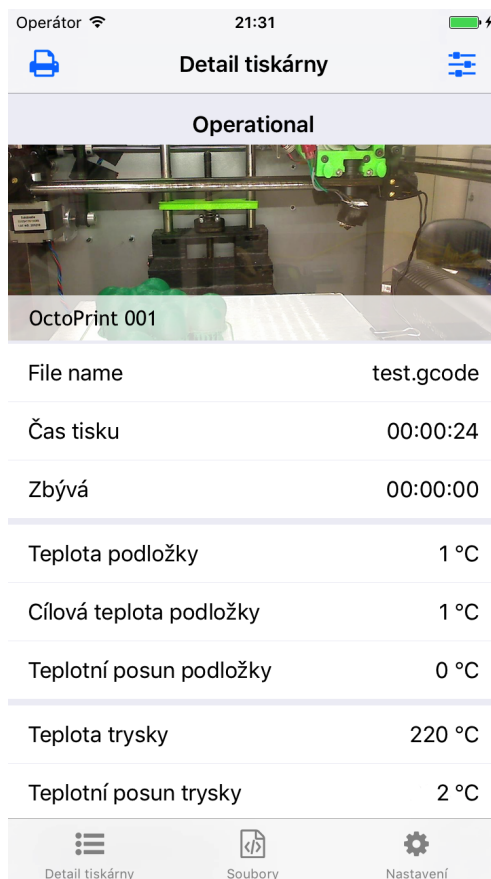 Operátor 21:31
Detail tiskárny
Operational
OctoPrint 001
File name test.gcode
Čas tisku 00:00:24
Zbývá 00:00:00
Teplota podložky 1 °C
Cílová teplota podložky 1 °C
Teplotní posun podložky 0 °C
Teplota trysky 220 °C
Teplotní posun trysky 2 °C
Detail tiskárny Soubory Nastavení